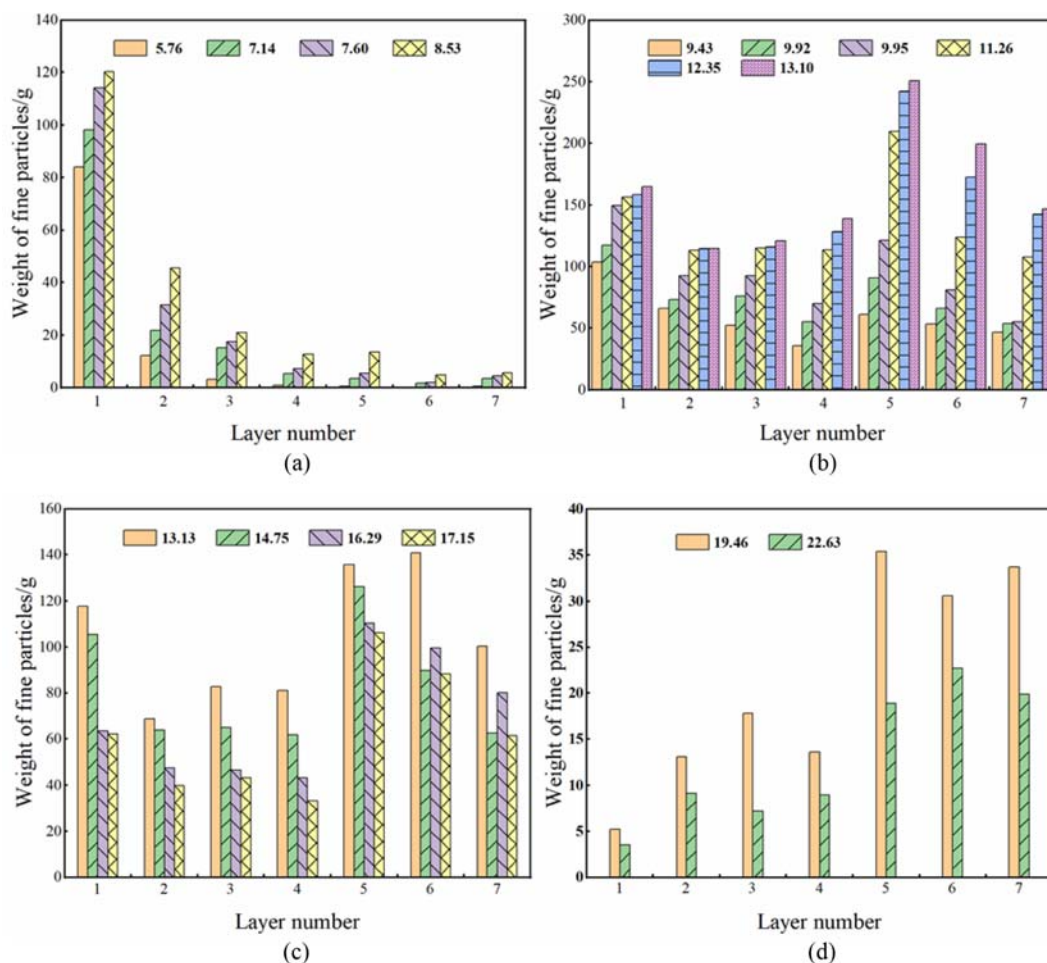 5.76 7.14 7.60 8.53
140
120
100
80
60
40
20
0
Weight of fine particles/g
1 2 3 4 5 6 7
Layer number
(a)
9.43 9.92 9.95 11.26
12.35 13.10
300
250
200
150
100
50
0
Weight of fine particles/g
1 2 3 4 5 6 7
Layer number
(b)
13.13 14.75 16.29 17.15
160
140
120
100
80
60
40
20
0
Weight of fine particles/g
1 2 3 4 5 6 7
Layer number
(c)
19.46 22.63
40
35
30
25
20
15
10
5
0
Weight of fine particles/g
1 2 3 4 5 6 7
Layer number
(d)